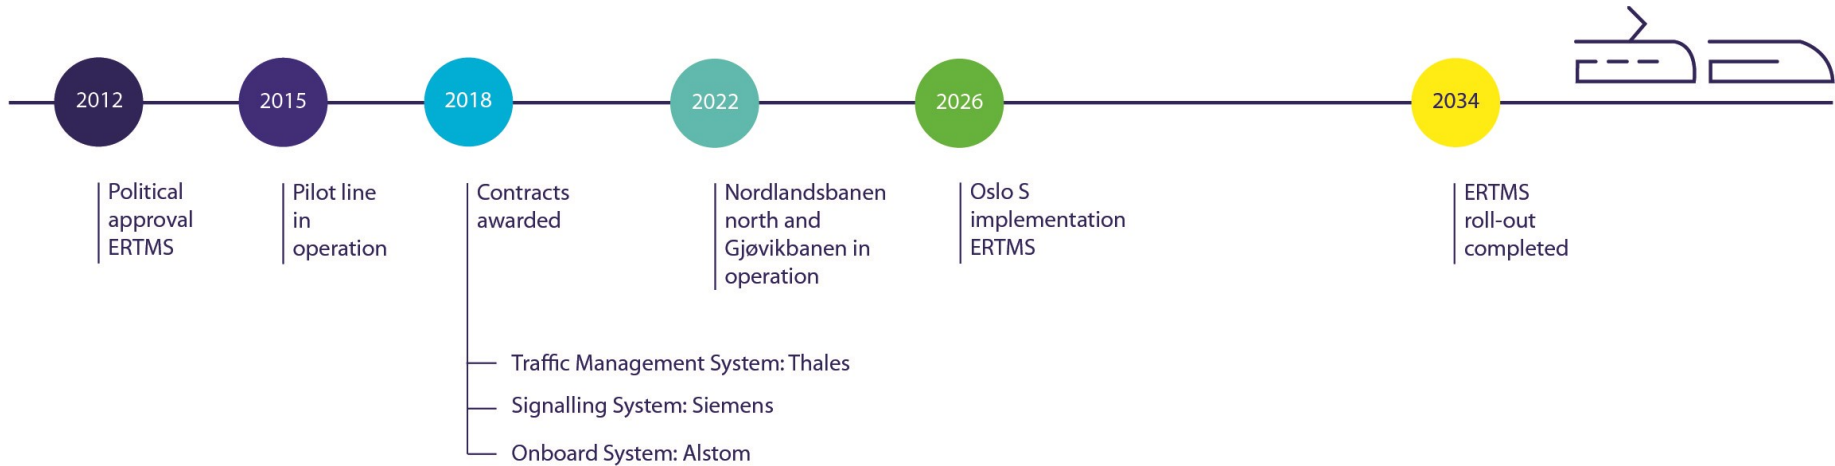 2012
2015
2018
2022
2026
2034
Political
approval
ERTMS
Pilot line
in
operation
Contracts
awarded
Nordlandsbanen
north and
Gjøvikbanen in
operation
Oslo S
implementation
ERTMS
ERTMS
roll-out
completed
Traffic Management System: Thales
Signalling System: Siemens
Onboard System: Alstom